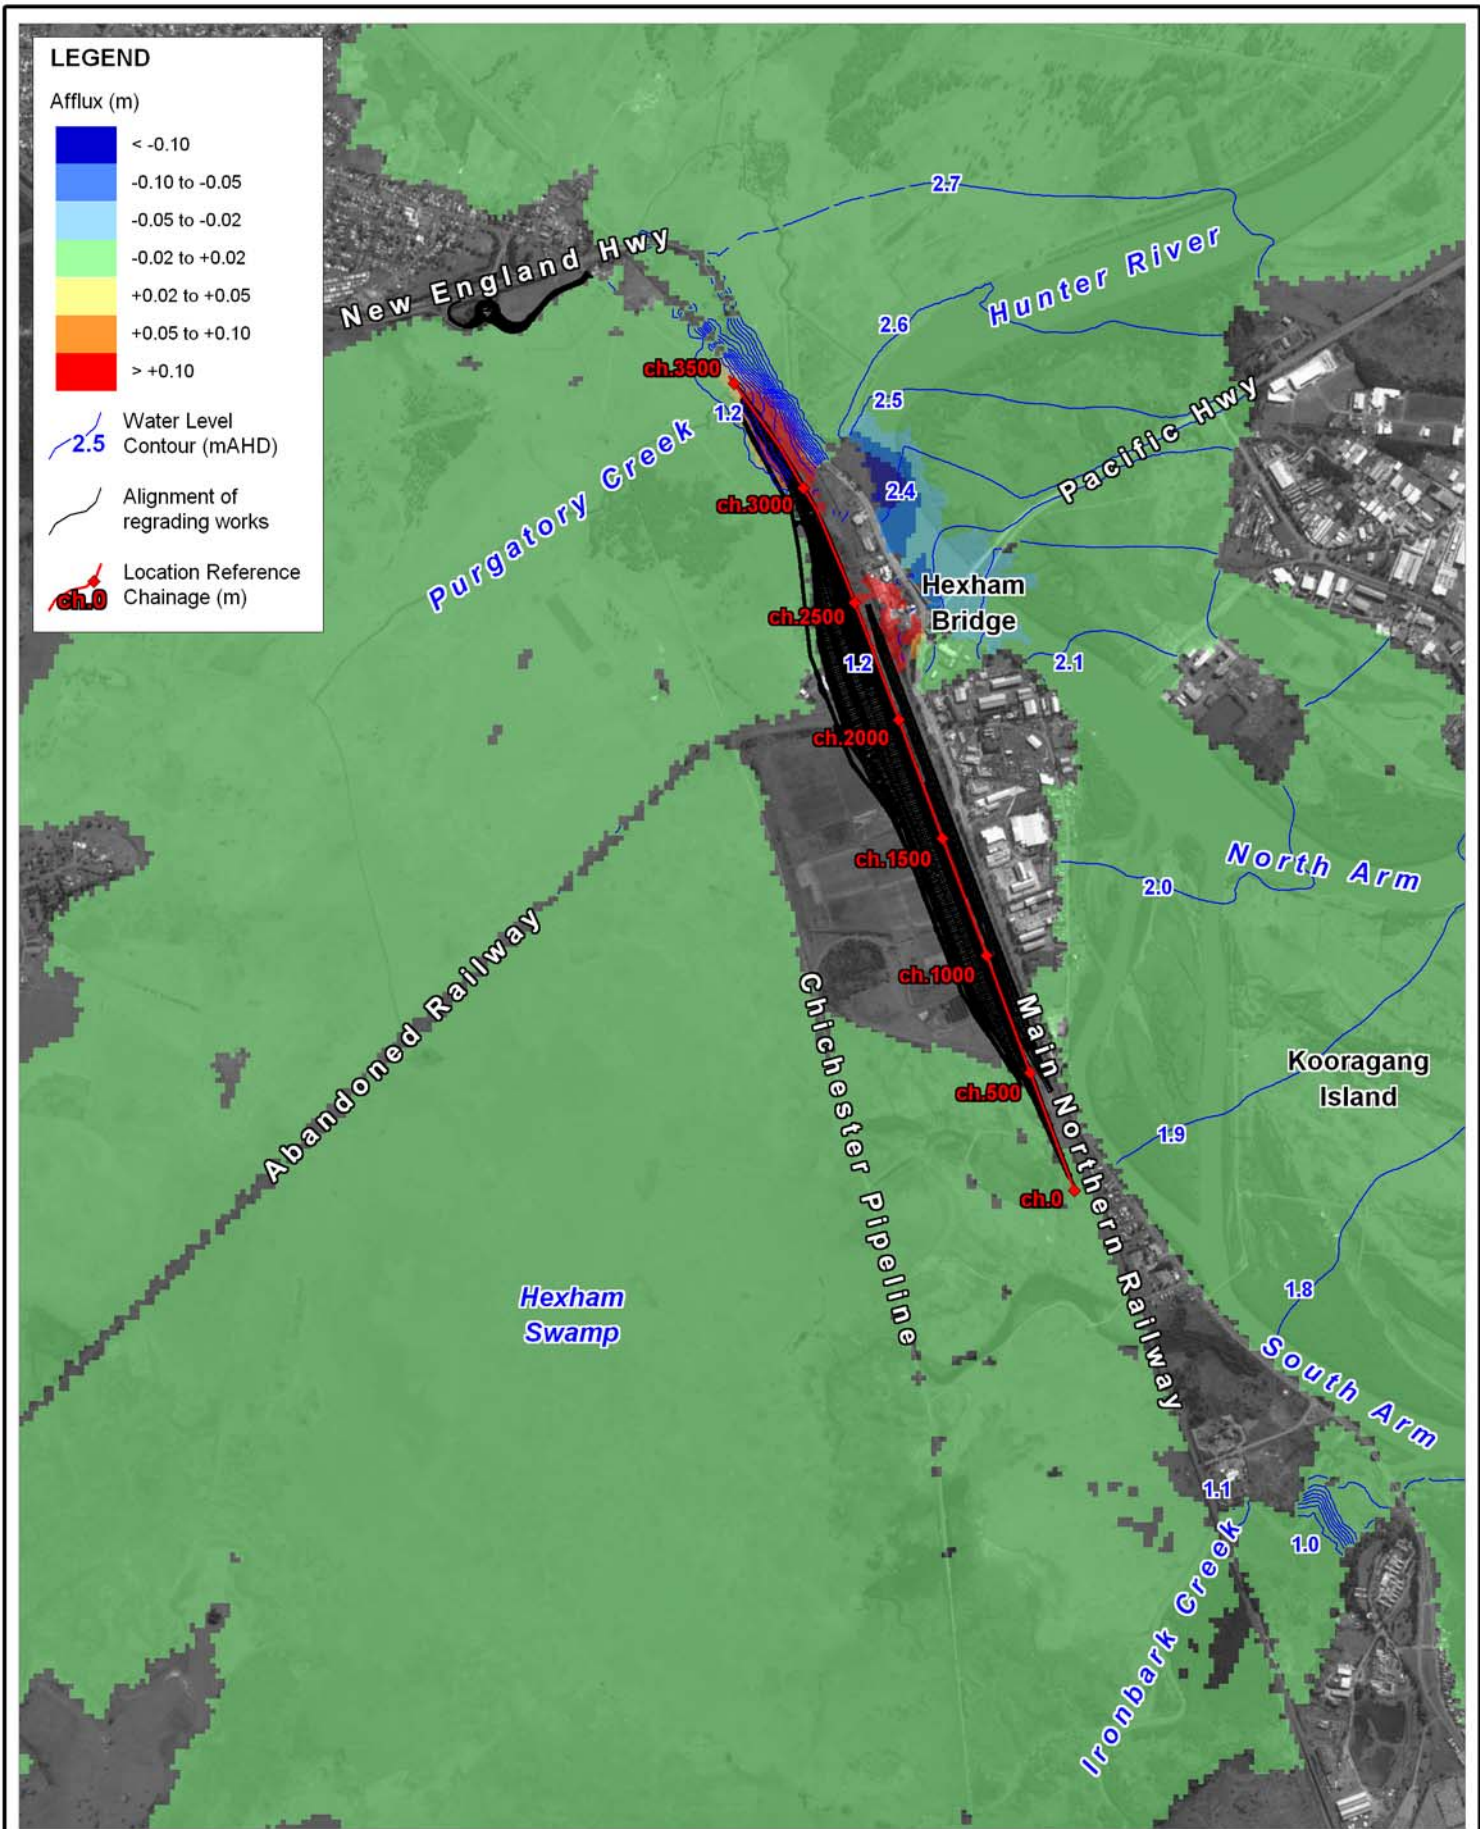 LEGEND
Afflux (m)
< -0.10
-0.10 to -0.05
-0.05 to -0.02
-0.02 to +0.02
+0.02 to +0.05
+0.05 to +0.10
> +0.10
2.5
Water Level
Contour (mAHD)
Alignment of
regrading works
ch.0
Location Reference
Chainage (m)
2.7
New England Hwy
Hunter River
2.6
ch.3500
2.5
1.2
Pacific Hwy
Purgatory Creek
2.4
ch.3000
Hexham
Bridge
ch.2500
1.2
2.1
ch.2000
ch.1500
North Arm
2.0
Abandoned Railway
ch.1000
Chichester Pipeline
Main Northern Railway
Kooragang
Island
ch.500
1.9
ch.0
Hexham
Swamp
1.8
South Arm
1.1
1.0
Ironbark Creek